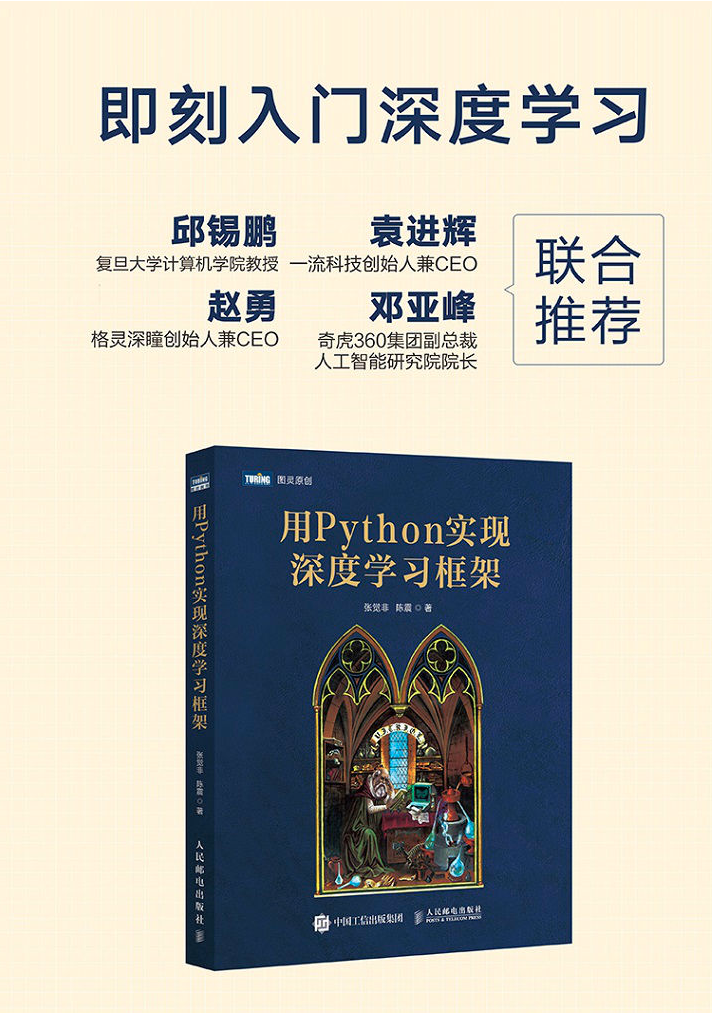 即刻入门深度学习
邱锡鹏
复旦大学计算机学院教授
袁进辉
一流科技创始人兼CEO
赵勇
格灵深瞳创始人兼CEO
邓亚峰
奇虎360集团副总裁
人工智能研究院院长
联合
推荐
TURING 图灵原创
用Python实现
深度学习框架
张觉非 陈震 ◎ 著
中国工信出版集团
人民邮电出版社
POSTS & TELECOM PRESS
TURING
用Python实现深度学习框架
张觉非 陈震 ◎ 著
人民邮电出版社